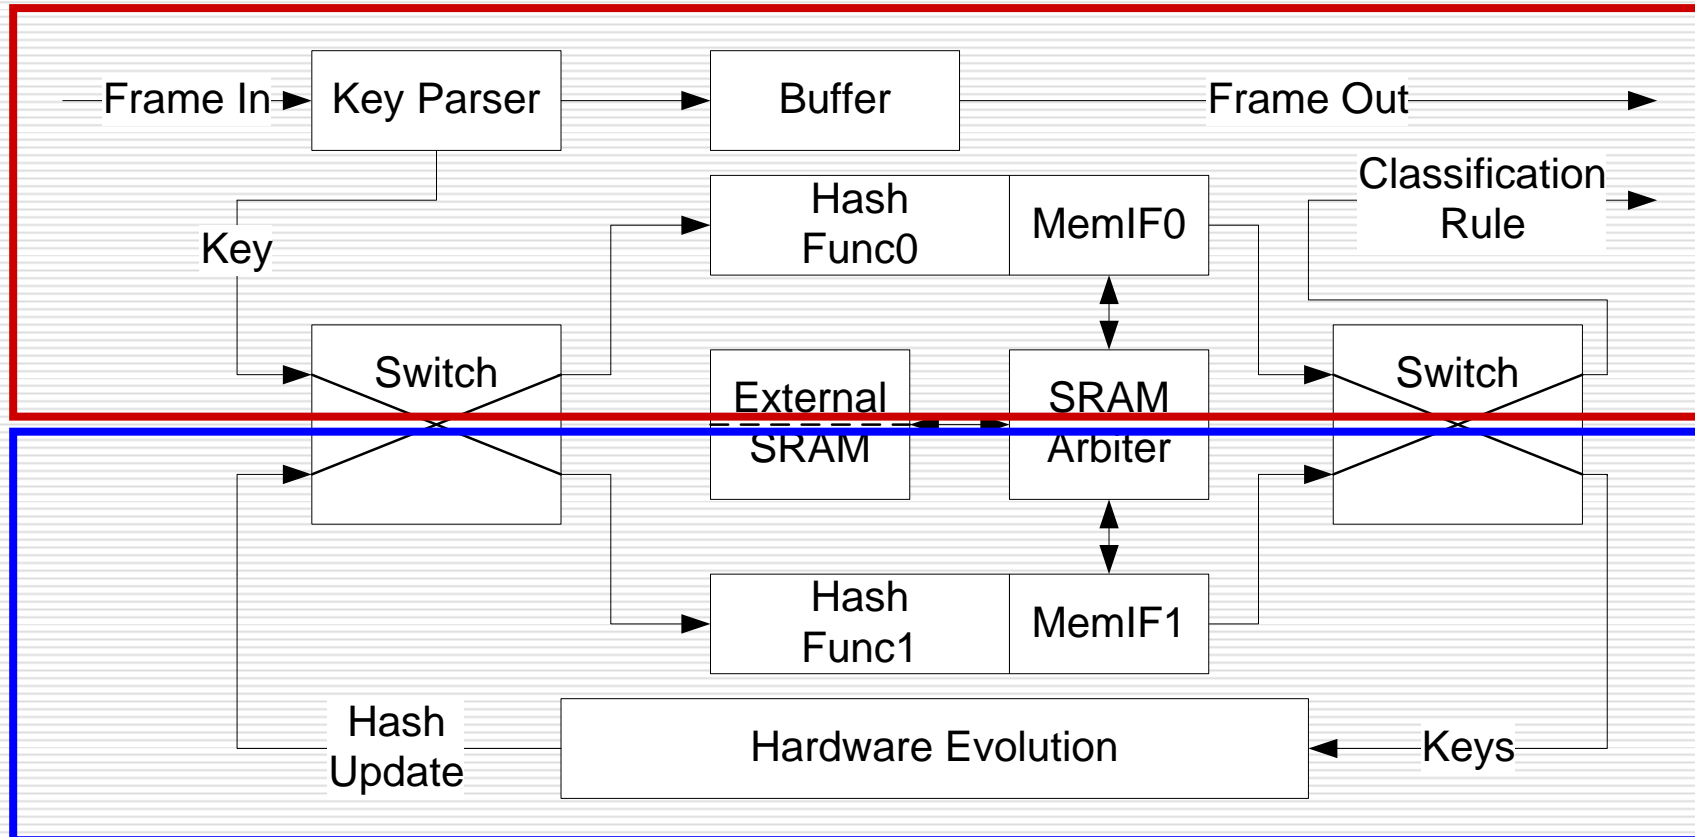 Frame In
Key Parser
Buffer
Frame Out
Classification
Rule
Hash
Func0
MemIF0
Key
Switch
External
SRAM
SRAM
Arbiter
Switch
Hash
Func1
MemIF1
Hash
Update
Hardware Evolution
Keys